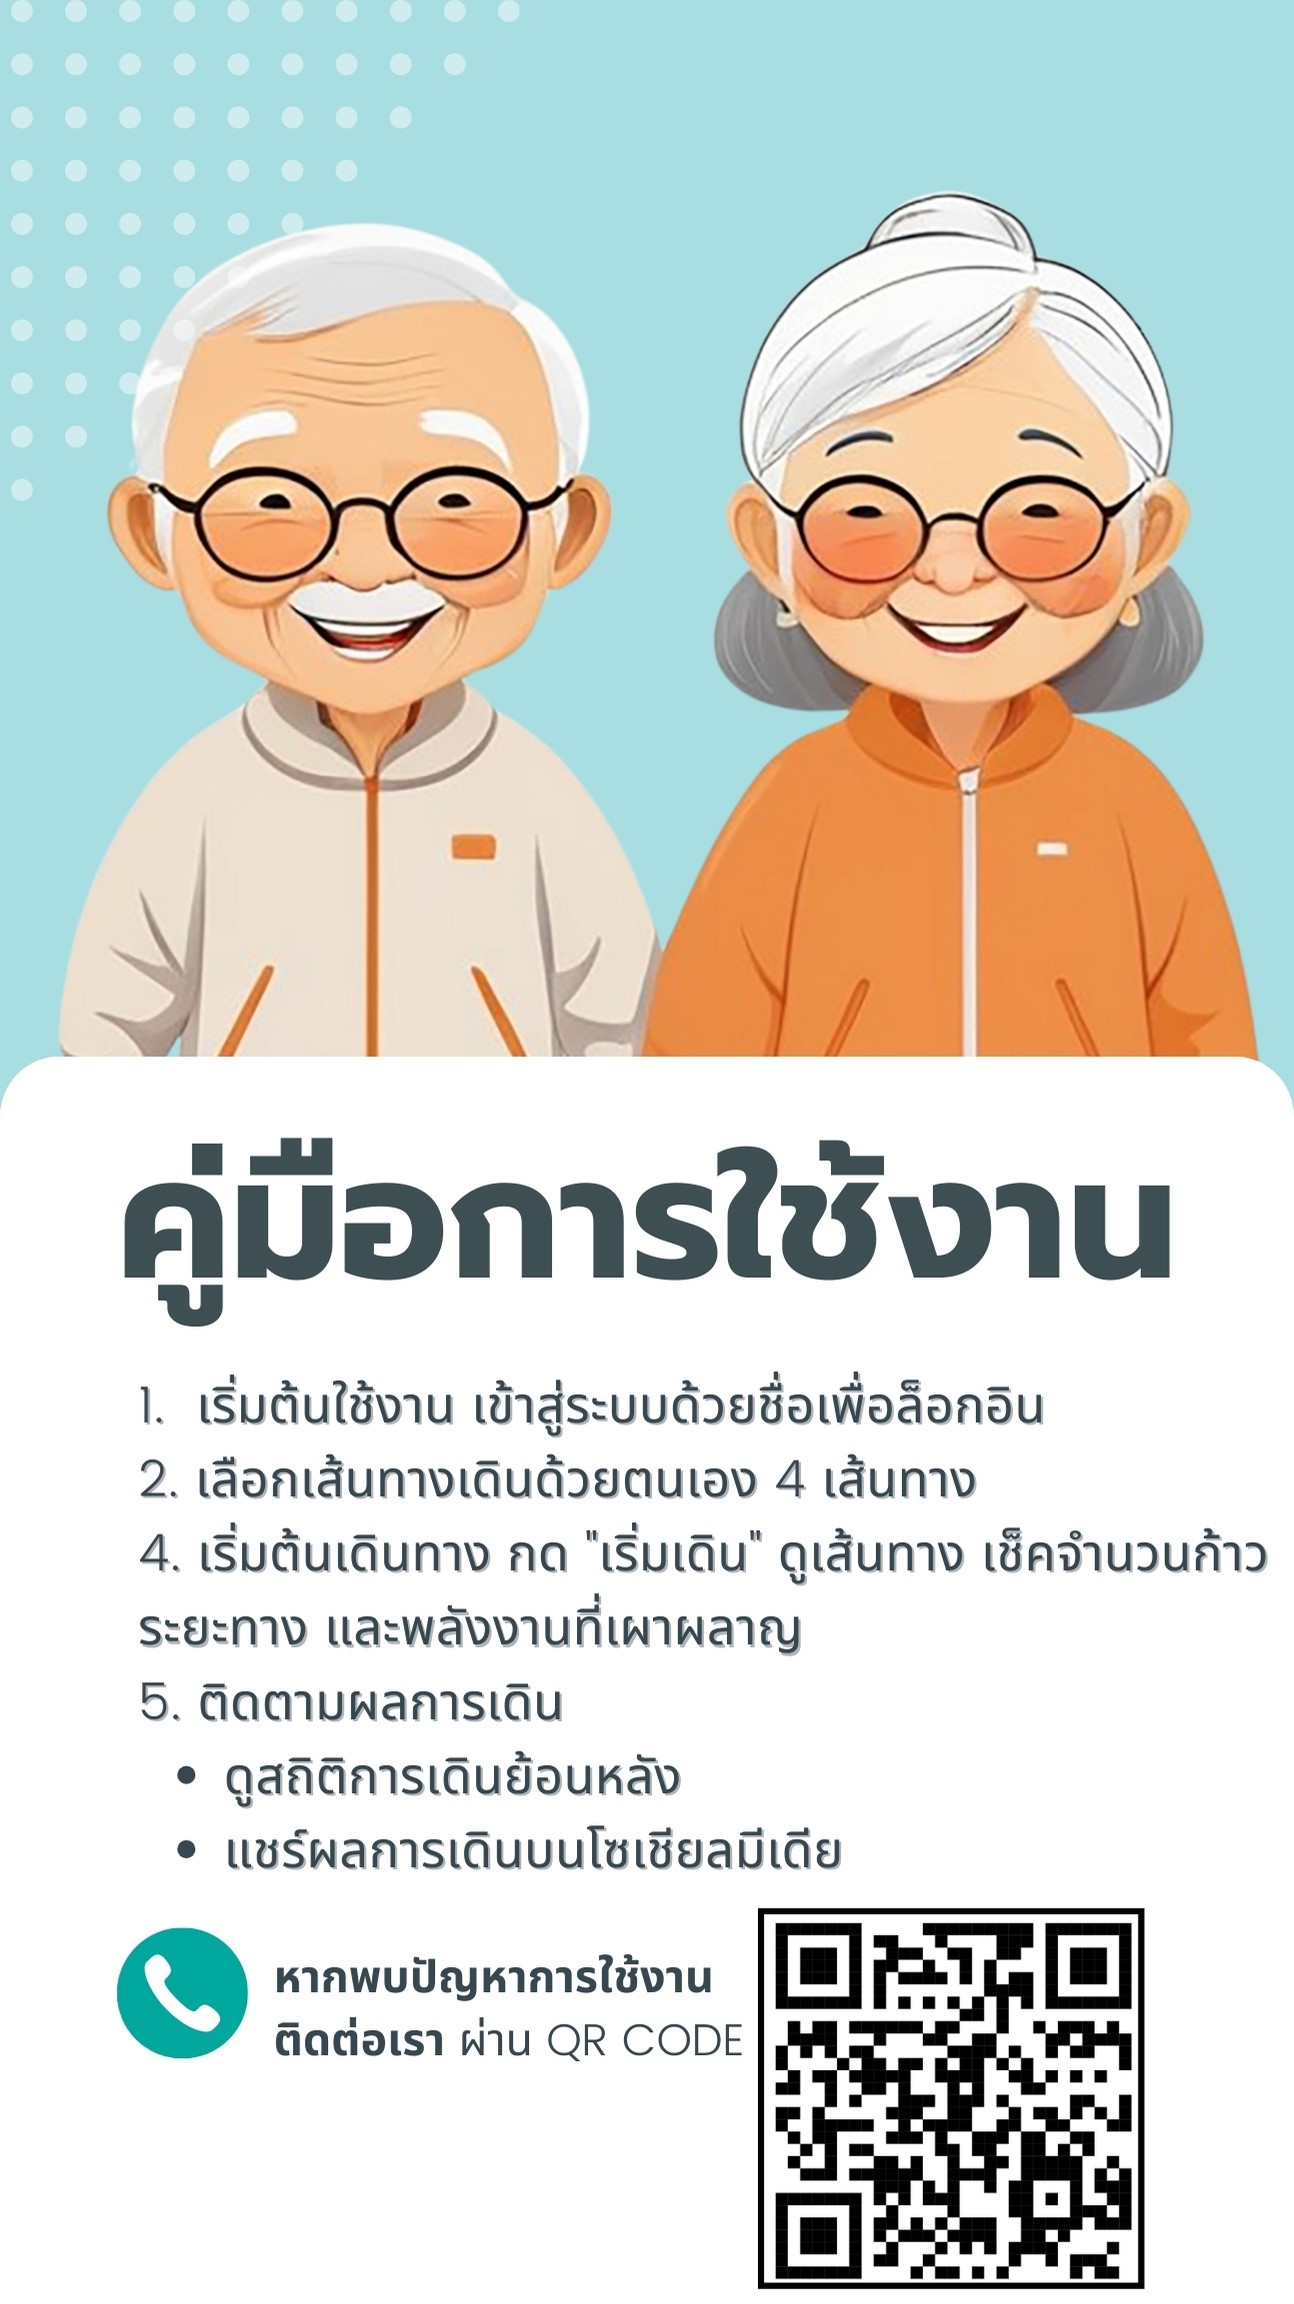 คู่มือการใช้งาน
1. เริ่มต้นใช้งาน เข้าสู่ระบบด้วยชื่อเพื่อล็อกอิน
2. เลือกเส้นทางเดินด้วยตนเอง 4 เส้นทาง
4. เริ่มต้นเดินทาง กด "เริ่มเดิน" ดูเส้นทาง เช็คจำนวนก้าว
ระยะทาง และพลังงานที่เผาผลาญ
5. ติดตามผลการเดิน
• ดูสถิติการเดินย้อนหลัง
• แชร์ผลการเดินบนโซเชียลมีเดีย
หากพบปัญหาการใช้งาน
ติดต่อเรา ผ่าน QR CODE